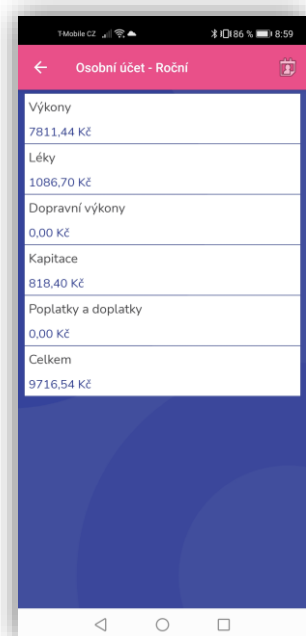 T-Mobile CZ 86 % 8:59
Osobní účet - Roční
Výkony
7811,44 Kč
Léky
1086,70 Kč
Dopravní výkony
0,00 Kč
Kapitace
818,40 Kč
Poplatky a doplatky
0,00 Kč
Celkem
9716,54 Kč